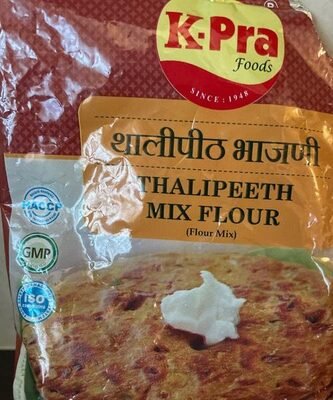 K-Pra
Foods
SINCE : 1948
थालीपीठ भाजणी
THALIPEETH
MIX FLOUR
(Flour Mix)
HACCP
GMP
ISO